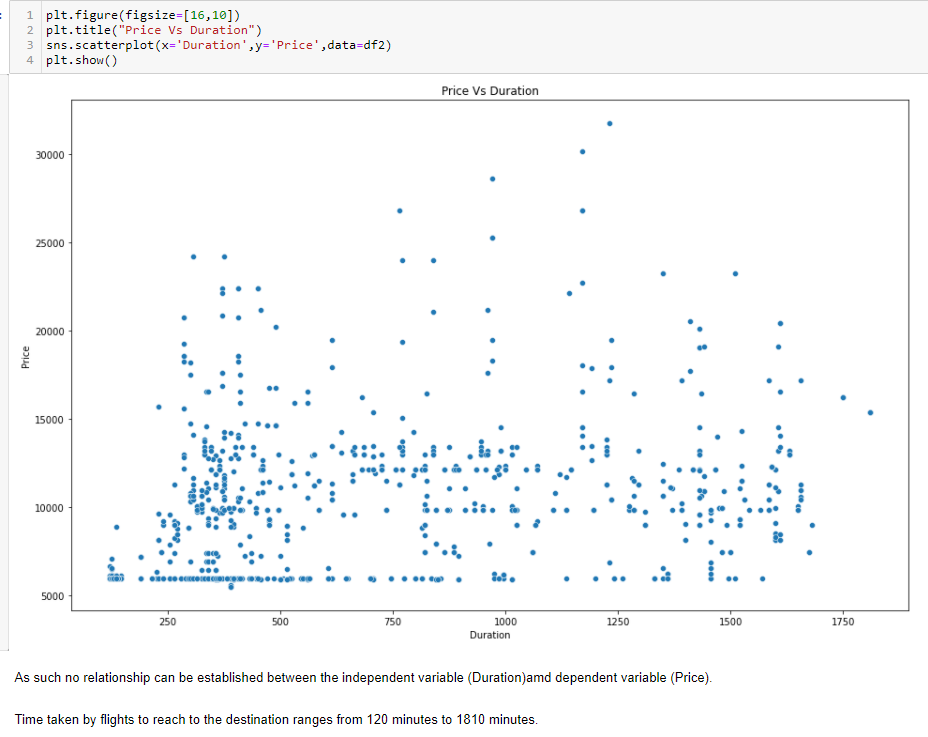 1 plt.figure(figsize=[16,10])
2 plt.title("Price Vs Duration")
3 sns.scatterplot(x='Duration',y='Price',data=df2)
4 plt.show()
Price Vs Duration
30000
25000
20000
15000
10000
5000
Price
250 500 750 1000 1250 1500 1750
Duration
As such no relationship can be established between the independent variable (Duration)amd dependent variable (Price).
Time taken by flights to reach to the destination ranges from 120 minutes to 1810 minutes.